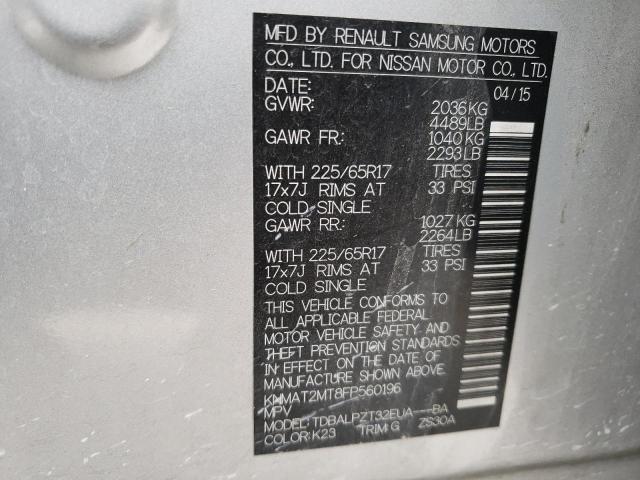 MFD BY RENAULT SAMSUNG MOTORS
CO., LTD. FOR NISSAN MOTOR CO., LTD.
DATE: 04/15
GVWR: 2036KG
4489LB
GAWR FR: 1040KG
2293LB
WITH 225/65R17 TIRES
17x7J RIMS AT 33 PSI
COLD SINGLE
GAWR RR: 1027KG
2264LB
WITH 225/65R17 TIRES
17x7J RIMS AT 33 PSI
COLD SINGLE
THIS VEHICLE CONFORMS TO
ALL APPLICABLE FEDERAL
MOTOR VEHICLE SAFETY AND
THEFT PREVENTION STANDARDS
IN EFFECT ON THE DATE OF
MANUFACTURE SHOWN ABOVE.
KNMAT2MT8FP560196
MPV
MODEL: TDBALPZT32EUA---BA
COLOR: K23 TRIM: G ZS30A